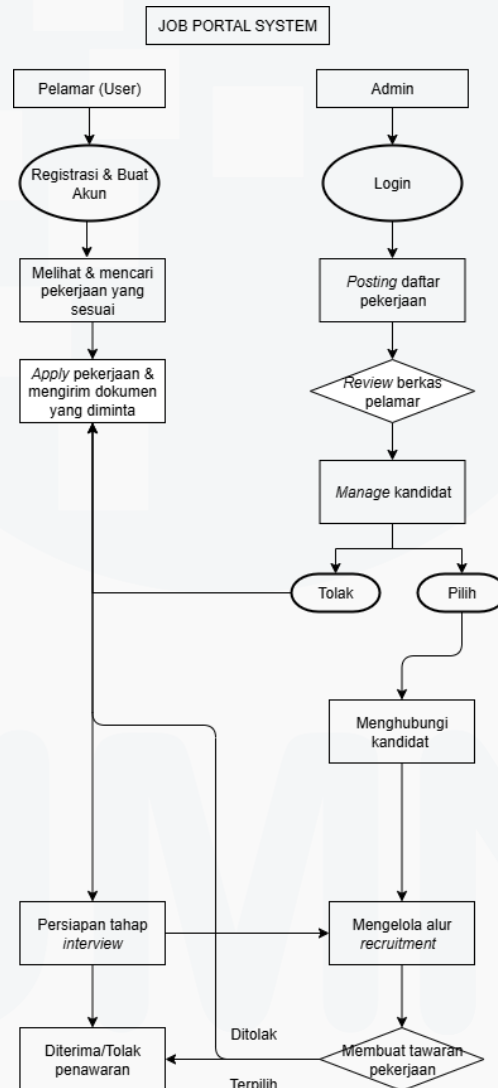 JOB PORTAL SYSTEM
Pelamar (User)
Admin
Registrasi & Buat
Akun
Login
Melihat & mencari
pekerjaan yang
sesuai
Posting daftar
pekerjaan
Apply pekerjaan &
mengirim dokumen
yang diminta
Review berkas
pelamar
Manage kandidat
Tolak
Pilih
Menghubungi
kandidat
Persiapan tahap
interview
Mengelola alur
recruitment
Ditolak
Diterima/Tolak
penawaran
Membuat tawaran
pekerjaan
Terpilih